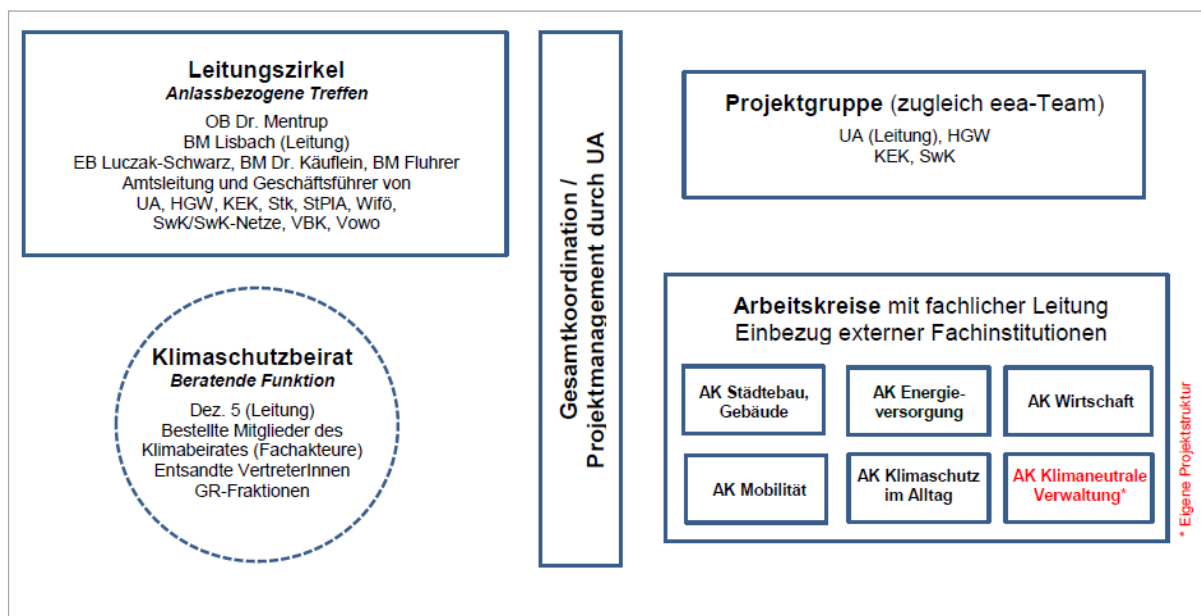 Leitungszirkel
Anlassbezogene Treffen
OB Dr. Mentrup
BM Lisbach (Leitung)
EB Luczak-Schwarz, BM Dr. Käuflein, BM Fluhrer
Amtsleitung und Geschäftsführer von
UA, HGW, KEK, Stk, StPlA, Wifö,
SwK/SwK-Netze, VBK, Vowo
Klimaschutzbeirat
Beratende Funktion
Dez. 5 (Leitung)
Bestellte Mitglieder des
Klimabeirates (Fachakteure)
Entsandte VertreterInnen
GR-Fraktionen
Gesamtkoordination /
Projektmanagement durch UA
Projektgruppe (zugleich eea-Team)
UA (Leitung), HGW
KEK, SwK
Arbeitskreise mit fachlicher Leitung
Einbezug externer Fachinstitutionen
AK Städtebau,
Gebäude
AK Energie-
versorgung
AK Wirtschaft
AK Mobilität
AK Klimaschutz
im Alltag
AK Klimaneutrale
Verwaltung*
* Eigene Projektstruktur